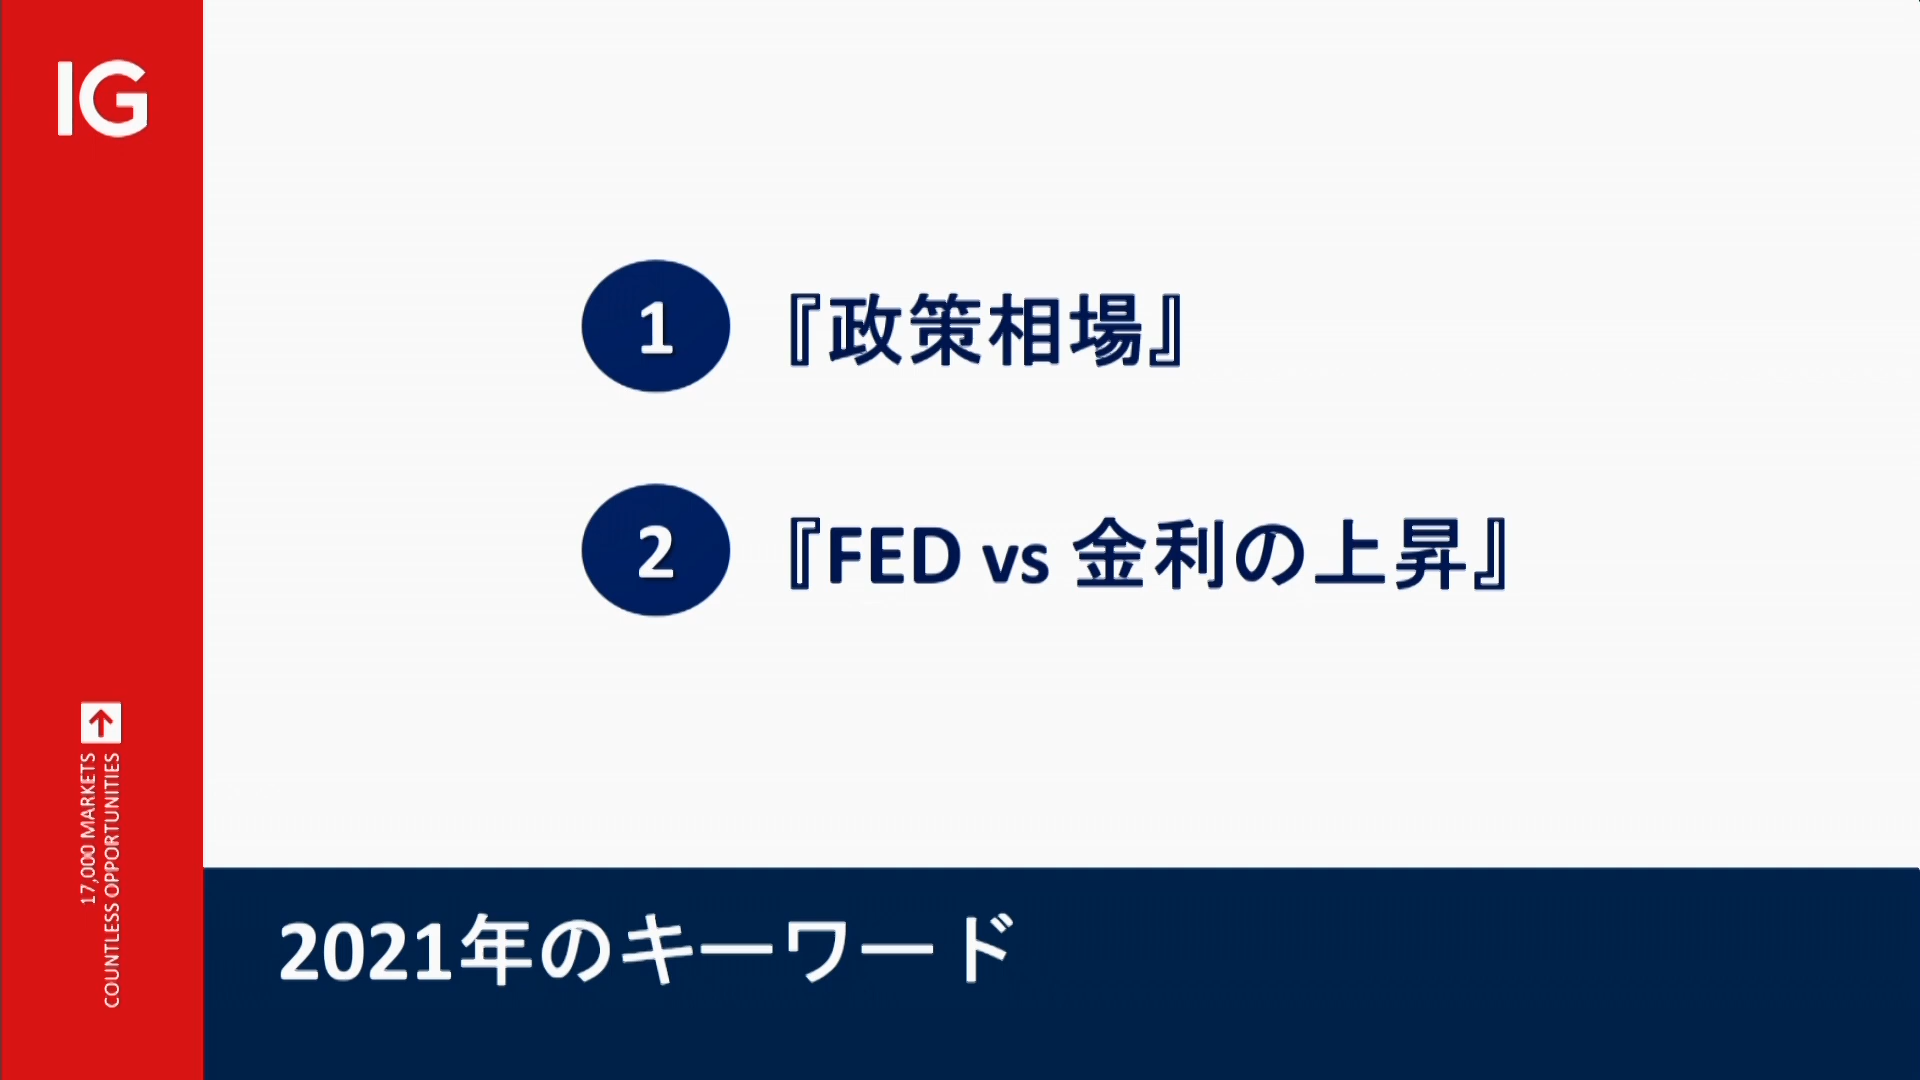 IG
1 『政策相場』
2 『FED vs 金利の上昇』
17,000 MARKETS
COUNTLESS OPPORTUNITIES
2021年のキーワード